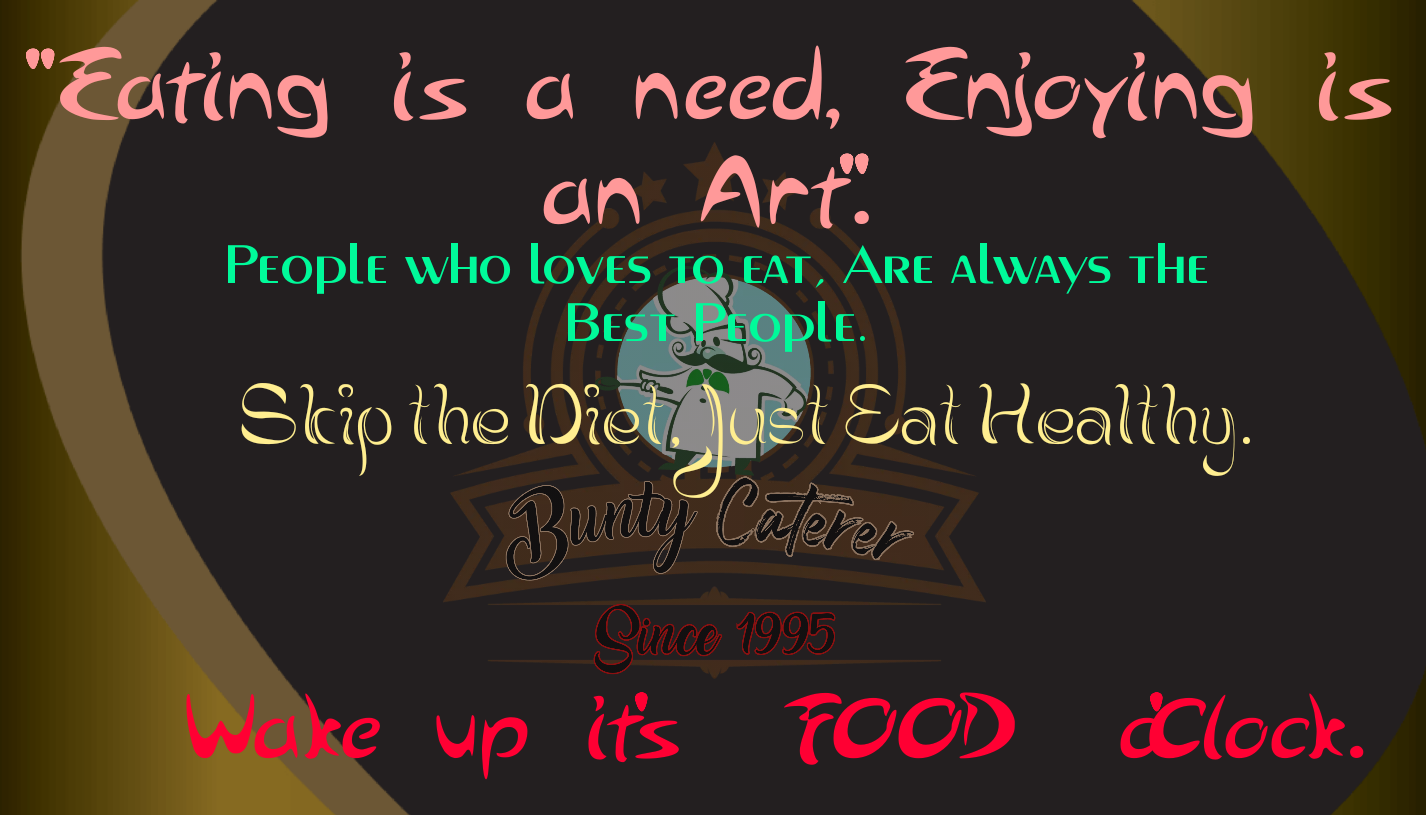 "Eating is a need, Enjoying is
an Art".
People who loves to eat, Are always the
Best People.
Skip the Diet, Just Eat Healthy.
Bunty Caterer
Since 1995
Wake up it's FOOD o'Clock.